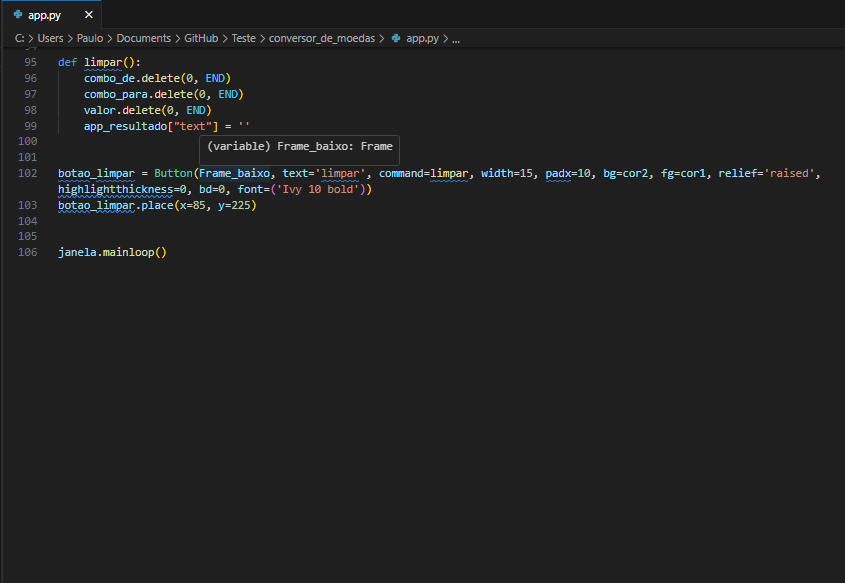 app.py ✕
C: > Users > Paulo > Documents > GitHub > Teste > conversor_de_moedas > app.py > ...
95 def limpar():
96 combo_de.delete(0, END)
97 combo_para.delete(0, END)
98 valor.delete(0, END)
99 app_resultado["text"] = ''
100
(variable) Frame_baixo: Frame
101
102 botao_limpar = Button(Frame_baixo, text='limpar', command=limpar, width=15, padx=10, bg=cor2, fg=cor1, relief='raised',
highlightthickness=0, bd=0, font=('Ivy 10 bold'))
103 botao_limpar.place(x=85, y=225)
104
105
106 janela.mainloop()